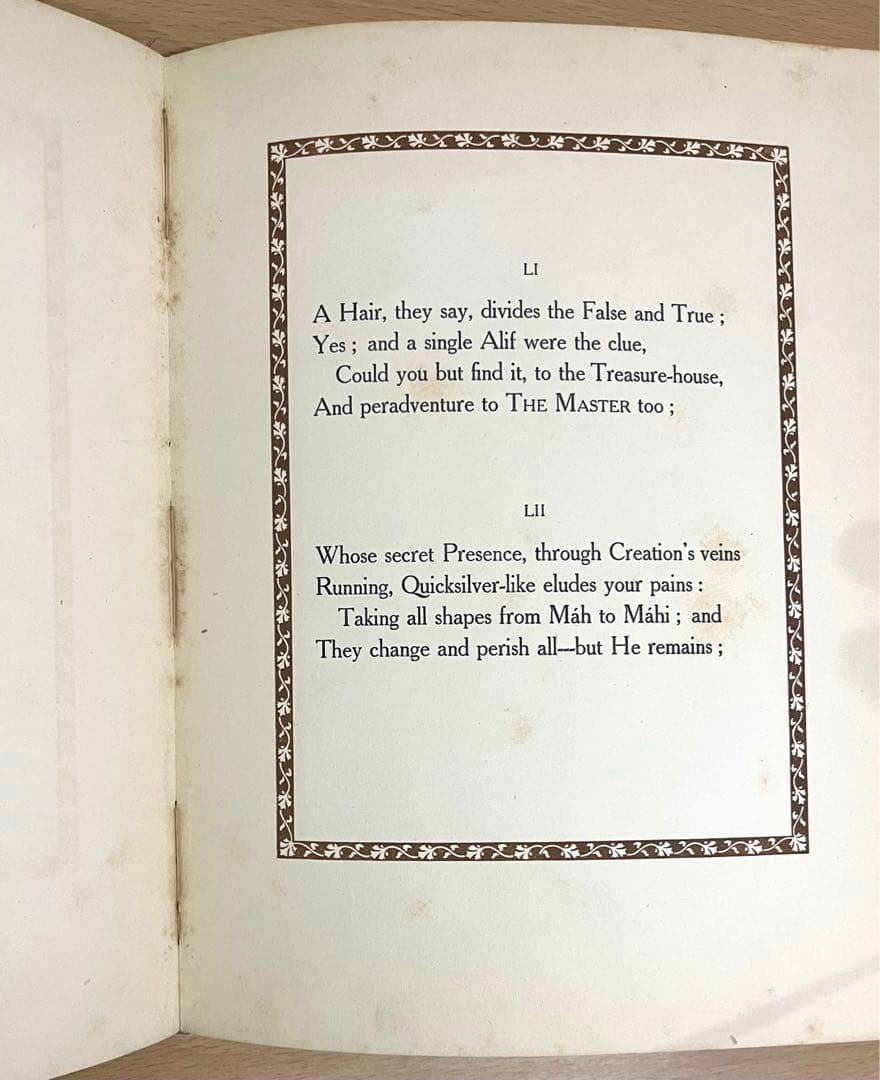 LI
A Hair, they say, divides the False and True ;
Yes ; and a single Alif were the clue,
Could you but find it, to the Treasure-house,
And peradventure to THE MASTER too ;
LII
Whose secret Presence, through Creation's veins
Running, Quicksilver-like eludes your pains :
Taking all shapes from Máh to Máhi ; and
They change and perish all—but He remains ;